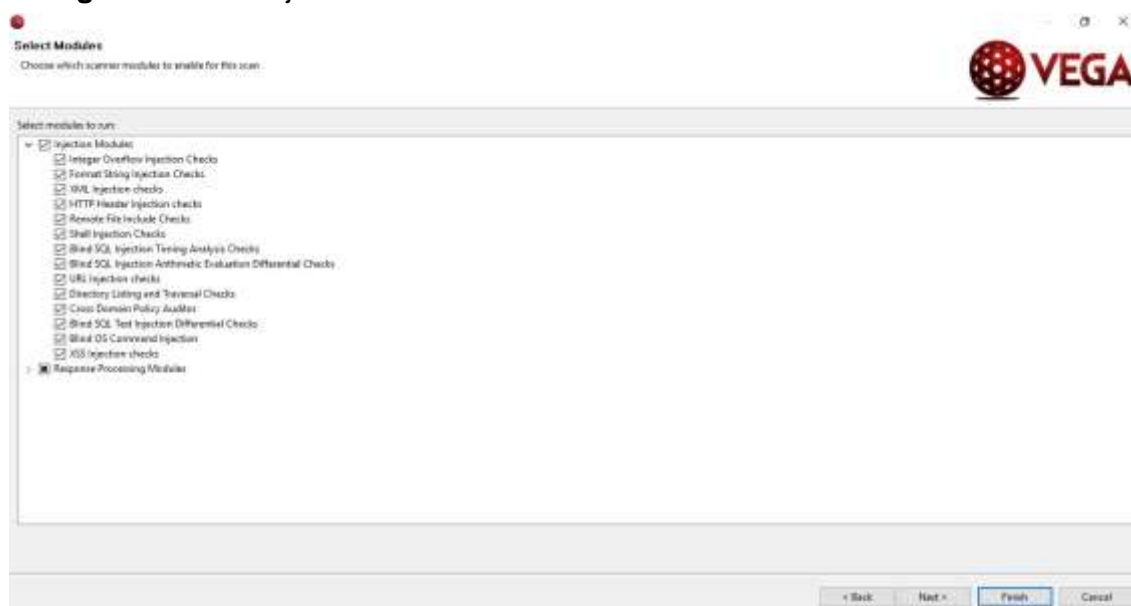 Select Modules
Choose which scanner modules to enable for this scan
VEGA
Select modules to run:
Injection Modules
Integer Overflow Injection Checks
Format String Injection Checks
XML Injection checks
HTTP Header Injection checks
Remote File Include Checks
Shell Injection Checks
Blind SQL Injection Timing Analysis Checks
Blind SQL Injection Arithmetic Evaluation Differential Checks
URL Injection checks
Directory Listing and Traversal Checks
Cross Domain Policy Auditor
Blind SQL Text Injection Differential Checks
Blind OS Command Injection
XSS Injection checks
Response Processing Modules
< Back Next > Finish Cancel